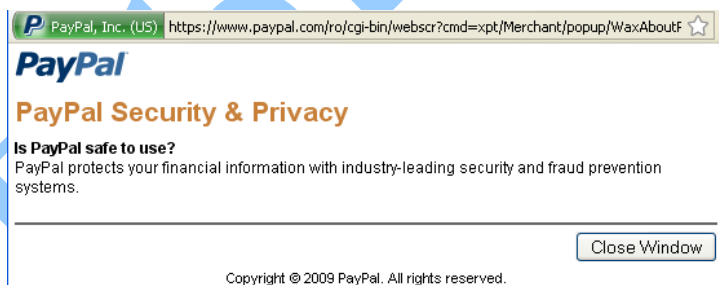 PayPal, Inc. (US) https://www.paypal.com/ro/cgi-bin/webscr?cmd=xpt/Merchant/popup/WaxAboutF
PayPal
PayPal Security & Privacy
Is PayPal safe to use?
PayPal protects your financial information with industry-leading security and fraud prevention
systems.
Close Window
Copyright © 2009 PayPal. All rights reserved.